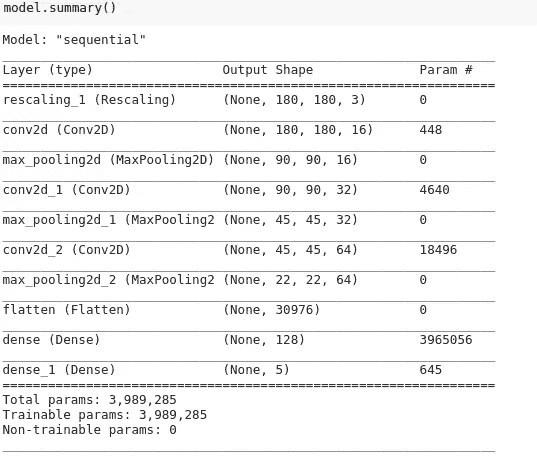 model.summary()
Model: "sequential"
Layer (type) Output Shape Param #
rescaling_1 (Rescaling) (None, 180, 180, 3) 0
conv2d (Conv2D) (None, 180, 180, 16) 448
max_pooling2d (MaxPooling2D) (None, 90, 90, 16) 0
conv2d_1 (Conv2D) (None, 90, 90, 32) 4640
max_pooling2d_1 (MaxPooling2 (None, 45, 45, 32) 0
conv2d_2 (Conv2D) (None, 45, 45, 64) 18496
max_pooling2d_2 (MaxPooling2 (None, 22, 22, 64) 0
flatten (Flatten) (None, 30976) 0
dense (Dense) (None, 128) 3965056
dense_1 (Dense) (None, 5) 645
Total params: 3,989,285
Trainable params: 3,989,285
Non-trainable params: 0